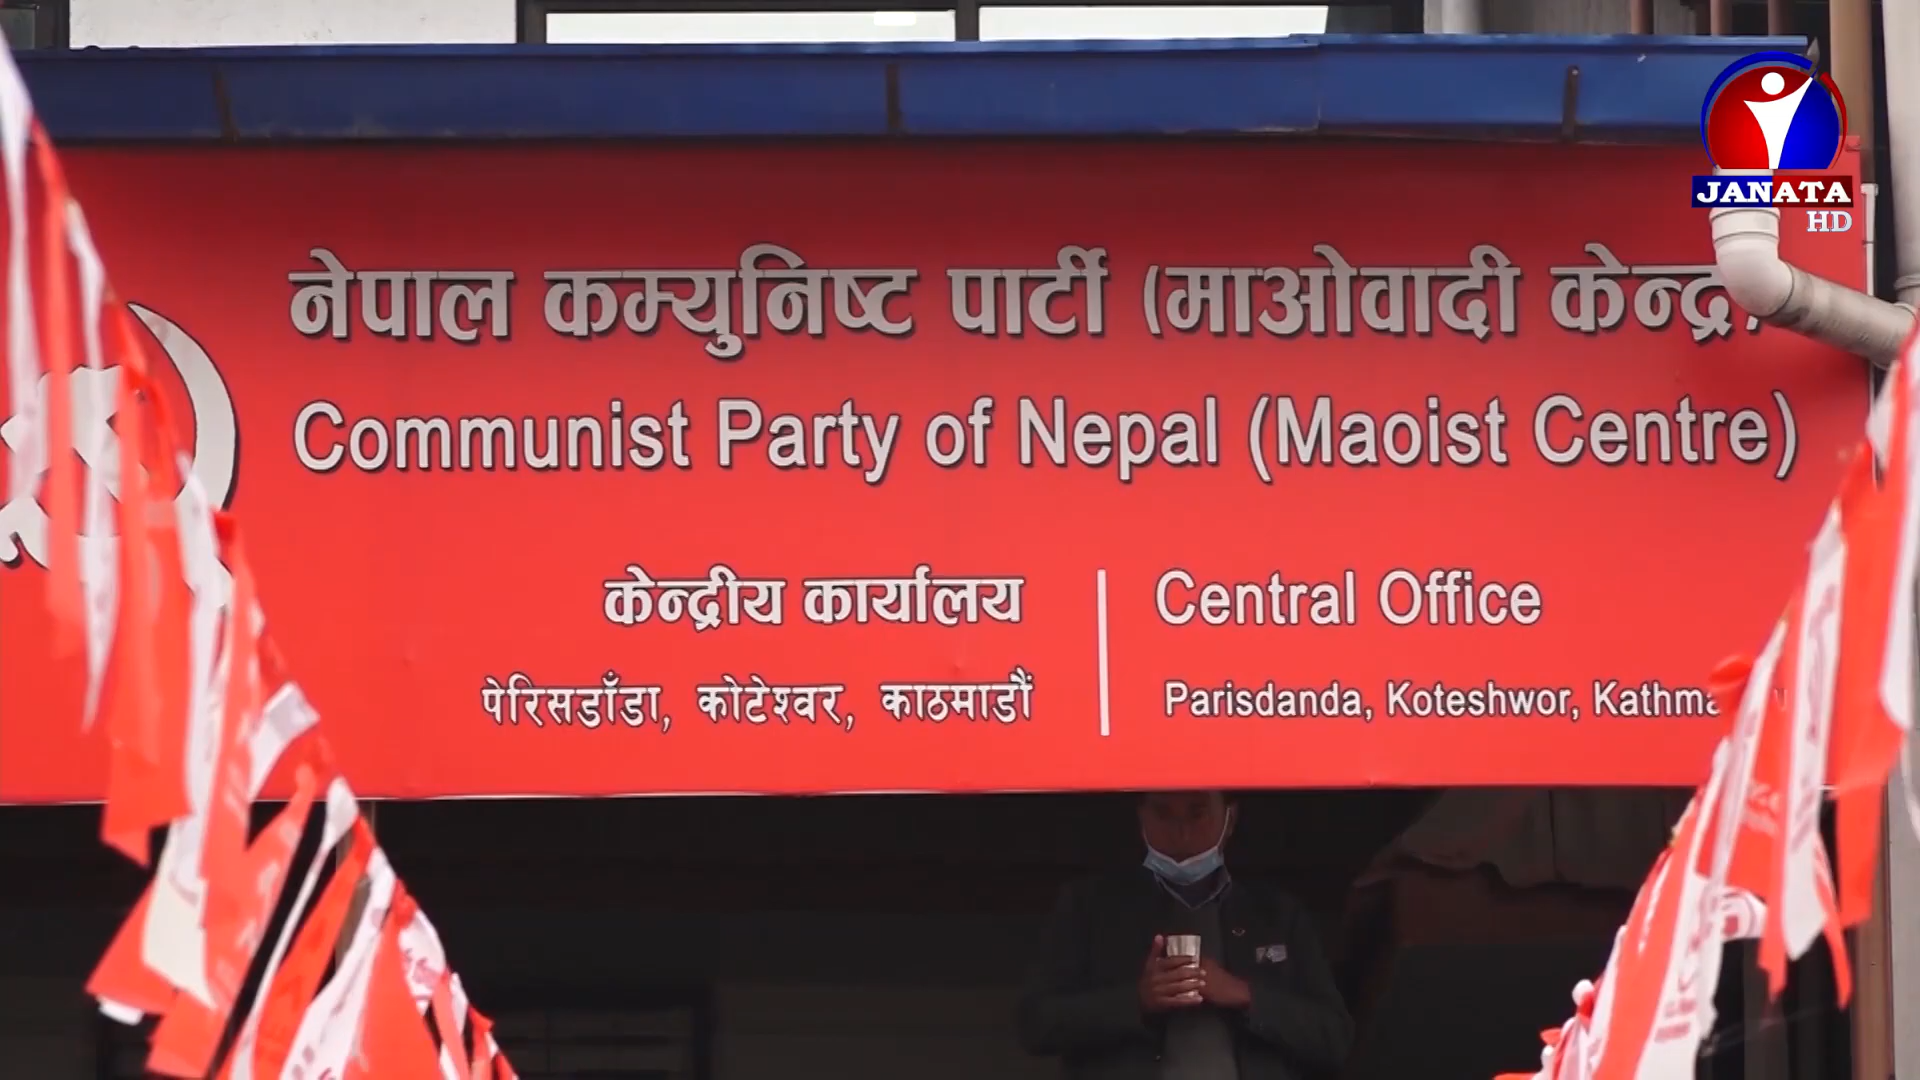 JANATA
HD
नेपाल कम्युनिष्ट पार्टी (माओवादी केन्द्र)
Communist Party of Nepal (Maoist Centre)
केन्द्रीय कार्यालय
पेरिसडाँडा, कोटेश्वर, काठमाडौं
Central Office
Parisdanda, Koteshwor,